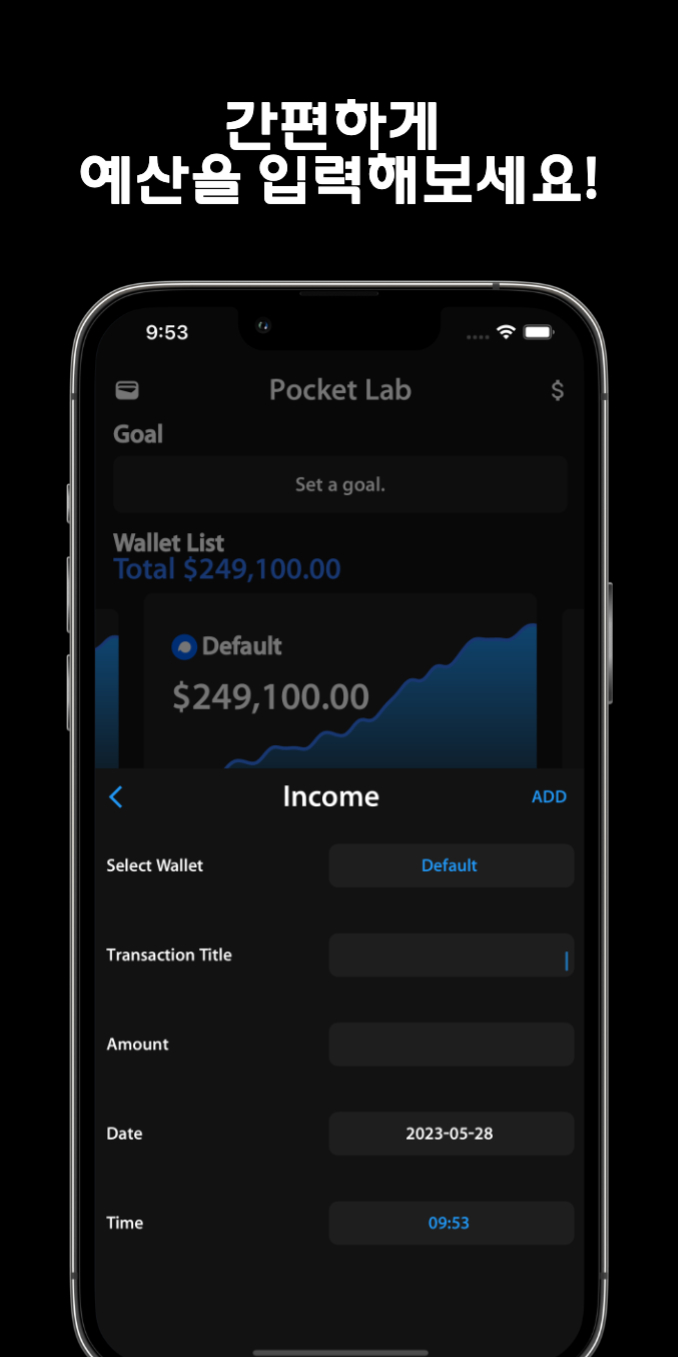 간편하게
예산을 입력해보세요!
9:53
Pocket Lab
$
Goal
Set a goal.
Wallet List
Total $249,100.00
Default
$249,100.00
Income
ADD
Select Wallet
Default
Transaction Title
Amount
Date
2023-05-28
Time
09:53